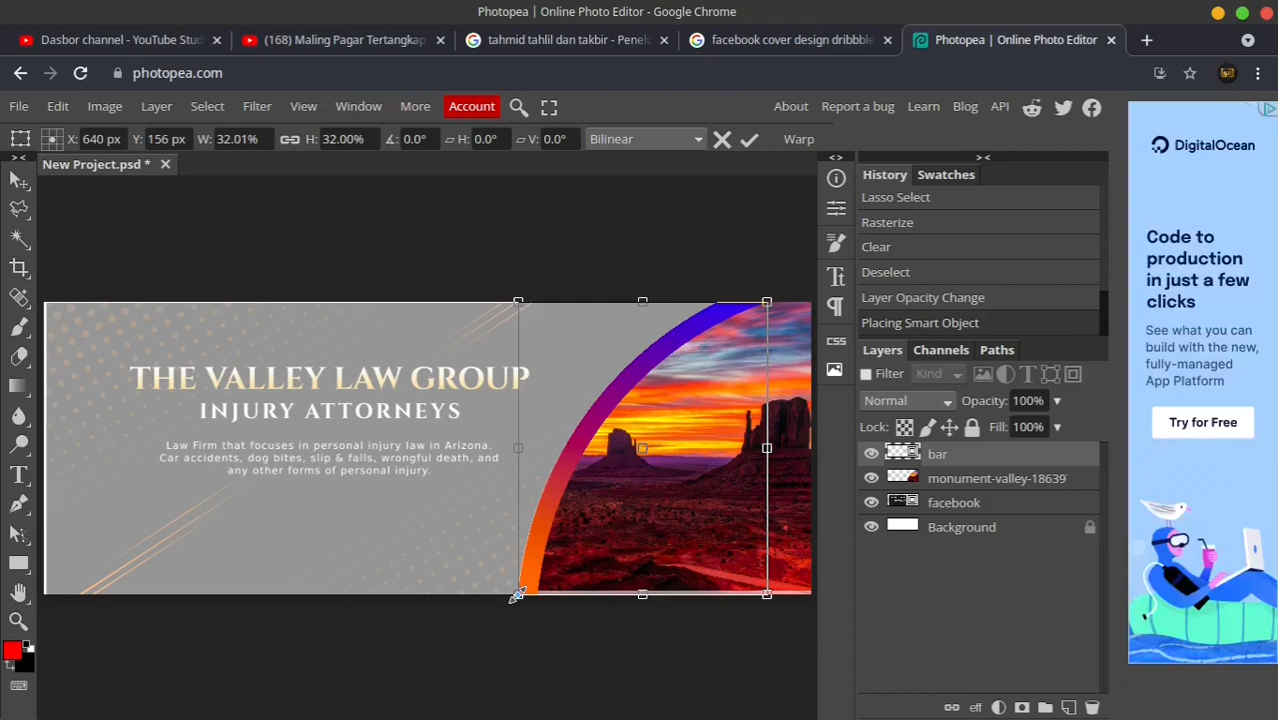 Photopea | Online Photo Editor - Google Chrome
Dasbor channel - YouTube Stud
(168) Maling Pagar Tertangkap
tahmid tahlil dan takbir - Penelu
facebook cover design dribbble
Photopea | Online Photo Editor
photopea.com
File Edit Image Layer Select Filter View Window More Account
About Report a bug Learn Blog API
X: 640 px Y: 156 px W: 32.01% H: 32.00% ∡: 0.0° H: 0.0° V: 0.0° Bilinear Warp
New Project.psd *
> <
< >
> <
History Swatches
Lasso Select
Rasterize
Clear
Deselect
Layer Opacity Change
Placing Smart Object
CSS
Layers Channels Paths
Filter Kind
Normal Opacity: 100%
Lock: Fill: 100%
bar
monument-valley-18639
facebook
Background
eff
THE VALLEY LAW GROUP
INJURY ATTORNEYS
Law Firm that focuses in personal injury law in Arizona.
Car accidents, dog bites, slip & falls, wrongful death, and
any other forms of personal injury.
DigitalOcean
Code to
production
in just a few
clicks
See what you can
build with the new,
fully-managed
App Platform
Try for Free